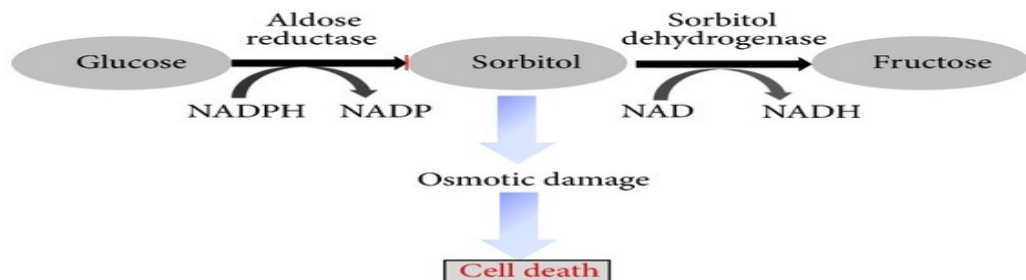 Aldose
reductase
Sorbitol
dehydrogenase
Glucose
Sorbitol
Fructose
NADPH
NADP
NAD
NADH
Osmotic damage
Cell death